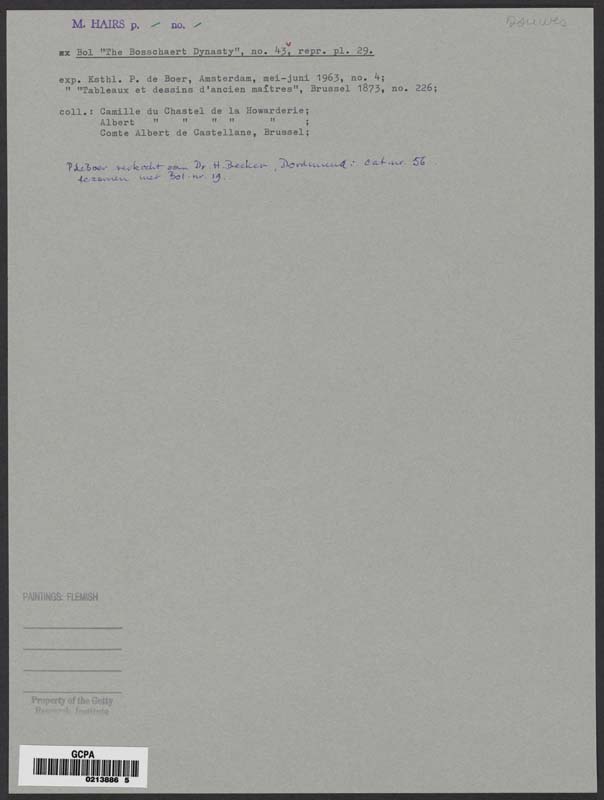 Douwes
M. HAIRS p. no.
ex Bol "The Bosschaert Dynasty", no. 43, repr. pl. 29.
exp. Ksthl. P. de Boer, Amsterdam, mei-juni 1963, no. 4;
" "Tableaux et dessins d'ancien maîtres", Brussel 1873, no. 226;
coll.: Camille du Chastel de la Howarderie;
Albert " " " " " ;
Comte Albert de Castellane, Brussel;
P de Boer verkocht aan Dr. H. Becker, Dortmund: cat. nr. 56.
tezamen met Bol. nr. 19.
PAINTINGS: FLEMISH
Property of the Getty
Research Institute
GCPA
0213886 5